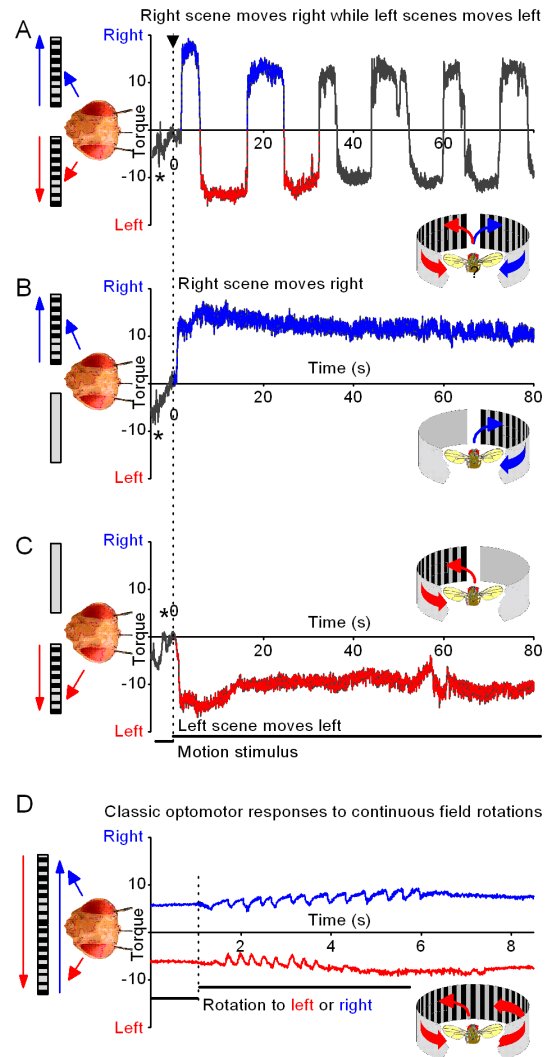 A
Right scene moves right while left scenes moves left
Right
10
Torque
0
20
40
60
80
*
-10
Left
B
Right scene moves right
Right
10
Torque
Time (s)
0
20
40
60
80
-10
*
Left
C
Right
10
Torque
*
0
Time (s)
20
40
60
80
-10
Left
Left scene moves left
Motion stimulus
D
Classic optomotor responses to continuous field rotations
Right
10
Torque
Time (s)
2
4
6
8
-10
Rotation to left or right
Left